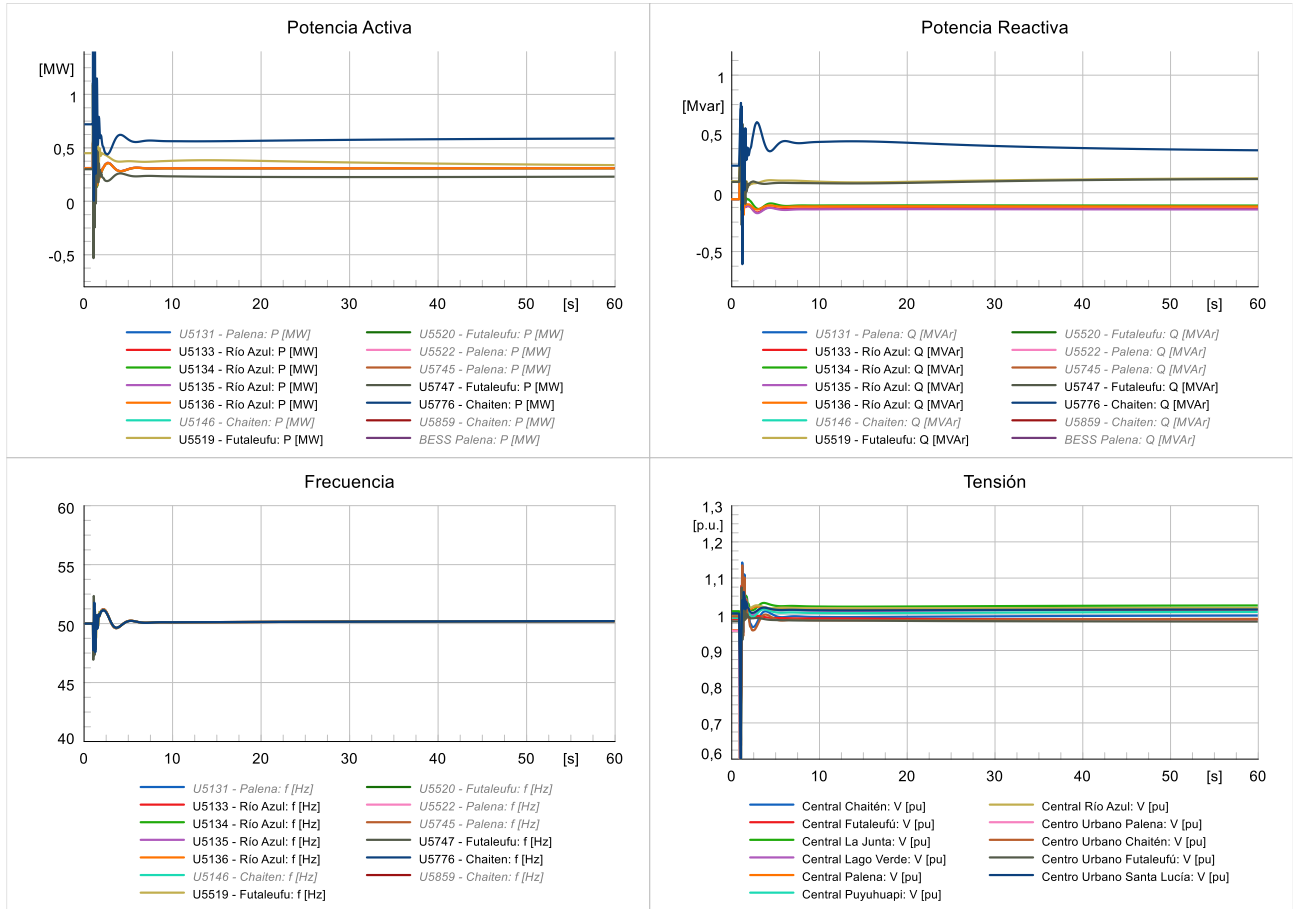 Potencia Activa
[MW]
1
0,5
0
-0,5
0 10 20 30 40 [s] 60
U5131 - Palena: P [MW] U5520 - Futaleufu: P [MW]
U5133 - Río Azul: P [MW] U5522 - Palena: P [MW]
U5134 - Río Azul: P [MW] U5745 - Palena: P [MW]
U5135 - Río Azul: P [MW] U5747 - Futaleufu: P [MW]
U5136 - Río Azul: P [MW] U5776 - Chaiten: P [MW]
U5146 - Chaiten: P [MW] U5859 - Chaiten: P [MW]
U5519 - Futaleufu: P [MW] BESS Palena: P [MW]
Potencia Reactiva
1
[Mvar]
0,5
0
-0,5
0 10 20 30 40 [s] 60
U5131 - Palena: Q [MVAr] U5520 - Futaleufu: Q [MVAr]
U5133 - Río Azul: Q [MVAr] U5522 - Palena: Q [MVAr]
U5134 - Río Azul: Q [MVAr] U5745 - Palena: Q [MVAr]
U5135 - Río Azul: Q [MVAr] U5747 - Futaleufu: Q [MVAr]
U5136 - Río Azul: Q [MVAr] U5776 - Chaiten: Q [MVAr]
U5146 - Chaiten: Q [MVAr] U5859 - Chaiten: Q [MVAr]
U5519 - Futaleufu: Q [MVAr] BESS Palena: Q [MVAr]
Frecuencia
60
55
50
45
40
0 10 20 30 40 [s] 60
U5131 - Palena: f [Hz] U5520 - Futaleufu: f [Hz]
U5133 - Río Azul: f [Hz] U5522 - Palena: f [Hz]
U5134 - Río Azul: f [Hz] U5745 - Palena: f [Hz]
U5135 - Río Azul: f [Hz] U5747 - Futaleufu: f [Hz]
U5136 - Río Azul: f [Hz] U5776 - Chaiten: f [Hz]
U5146 - Chaiten: f [Hz] U5859 - Chaiten: f [Hz]
U5519 - Futaleufu: f [Hz]
Tensión
1,3
[p.u.]
1,2
1,1
1
0,9
0,8
0,7
0,6
0 10 20 30 40 [s] 60
Central Chaitén: V [pu] Central Río Azul: V [pu]
Central Futaleufú: V [pu] Centro Urbano Palena: V [pu]
Central La Junta: V [pu] Centro Urbano Chaitén: V [pu]
Central Lago Verde: V [pu] Centro Urbano Futaleufú: V [pu]
Central Palena: V [pu] Centro Urbano Santa Lucía: V [pu]
Central Puyuhuapi: V [pu]